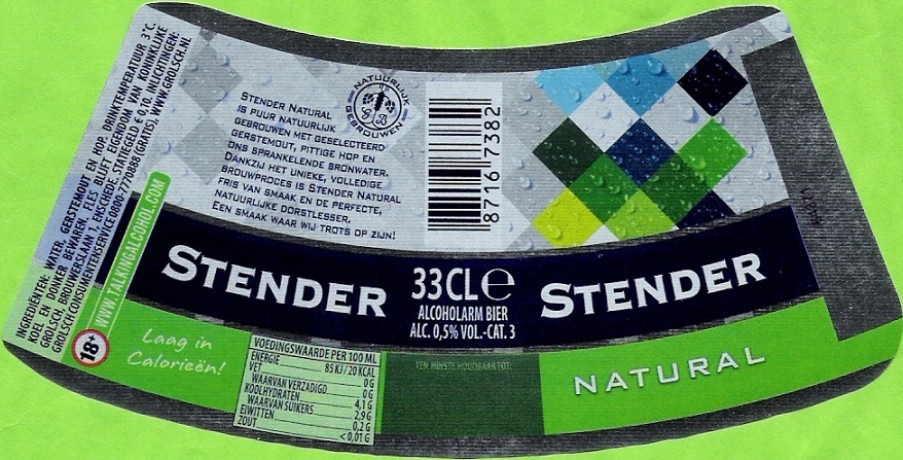 INGREDIËNTEN: WATER, GERSTEMOUT EN HOP. DRINKTEMPERATUUR 3°C.
KOEL EN DONKER BEWAREN. FLES BLIJFT EIGENDOM VAN KONINKLIJKE
GROLSCH, BROUWERSLAAN 1, ENSCHEDE. STATIEGELD € 0,10. INLICHTINGEN:
GROLSCH CONSUMENTENSERVICE 0800-7770888 (GRATIS). WWW.GROLSCH.NL
18+
WWW.TALKINGALCOHOL.COM
STENDER NATURAL
IS PUUR NATUURLIJK
GEBROUWEN MET GESELECTEERD
GERSTEMOUT, PITTIGE HOP EN
ONS SPRANKELENDE BRONWATER.
DANKZIJ HET UNIEKE, VOLLEDIGE
BROUWPROCES IS STENDER NATURAL
FRIS VAN SMAAK EN DE PERFECTE,
NATUURLIJKE DORSTLESSER.
EEN SMAAK WAAR WIJ TROTS OP ZIJN!
NATUURLIJK
GEBROUWEN
87167382
STENDER
33CL e
ALCOHOLARM BIER
ALC. 0,5% VOL.-CAT. 3
STENDER
Laag in
Calorieën!
VOEDINGSWAARDE PER 100 ML
ENERGIE 85 KJ / 20 KCAL
VET 0 G
WAARVAN VERZADIGD 0 G
KOOLHYDRATEN 4,1 G
WAARVAN SUIKERS 2,9 G
EIWITTEN 0,2 G
ZOUT < 0,01 G
TEN MINSTE HOUDBAAR TOT:
NATURAL